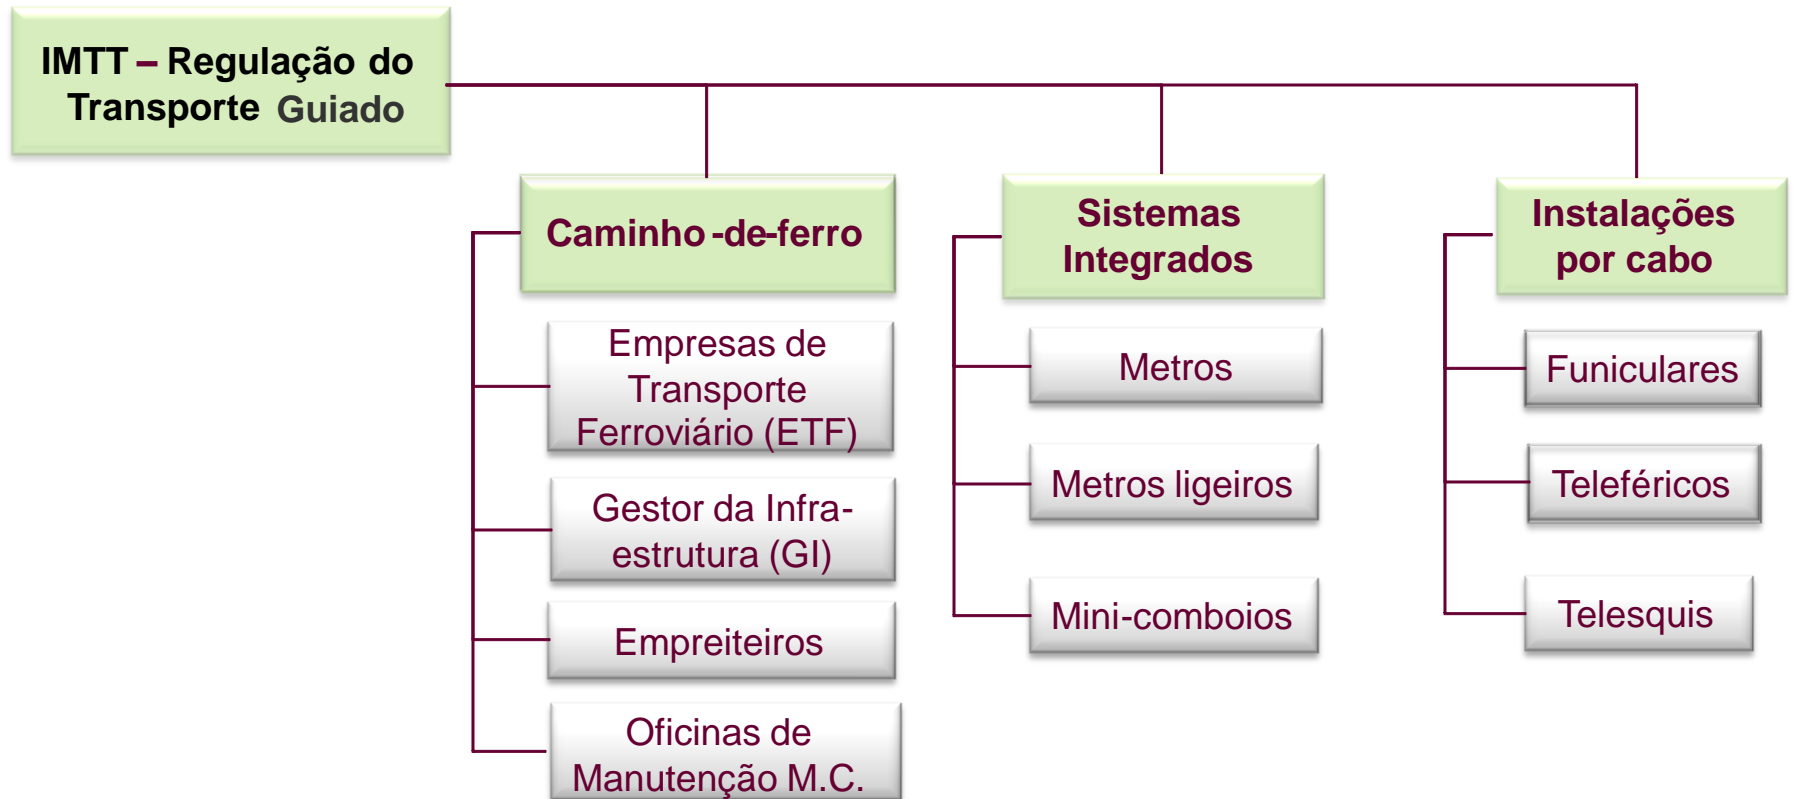 IMTT – Regulação do
Transporte Guiado
Caminho-de-ferro
Empresas de
Transporte
Ferroviário (ETF)
Gestor da Infra-
estrutura (GI)
Empreiteiros
Oficinas de
Manutenção M.C.
Sistemas
Integrados
Metros
Metros ligeiros
Mini-comboios
Instalações
por cabo
Funiculares
Teleféricos
Telesquis